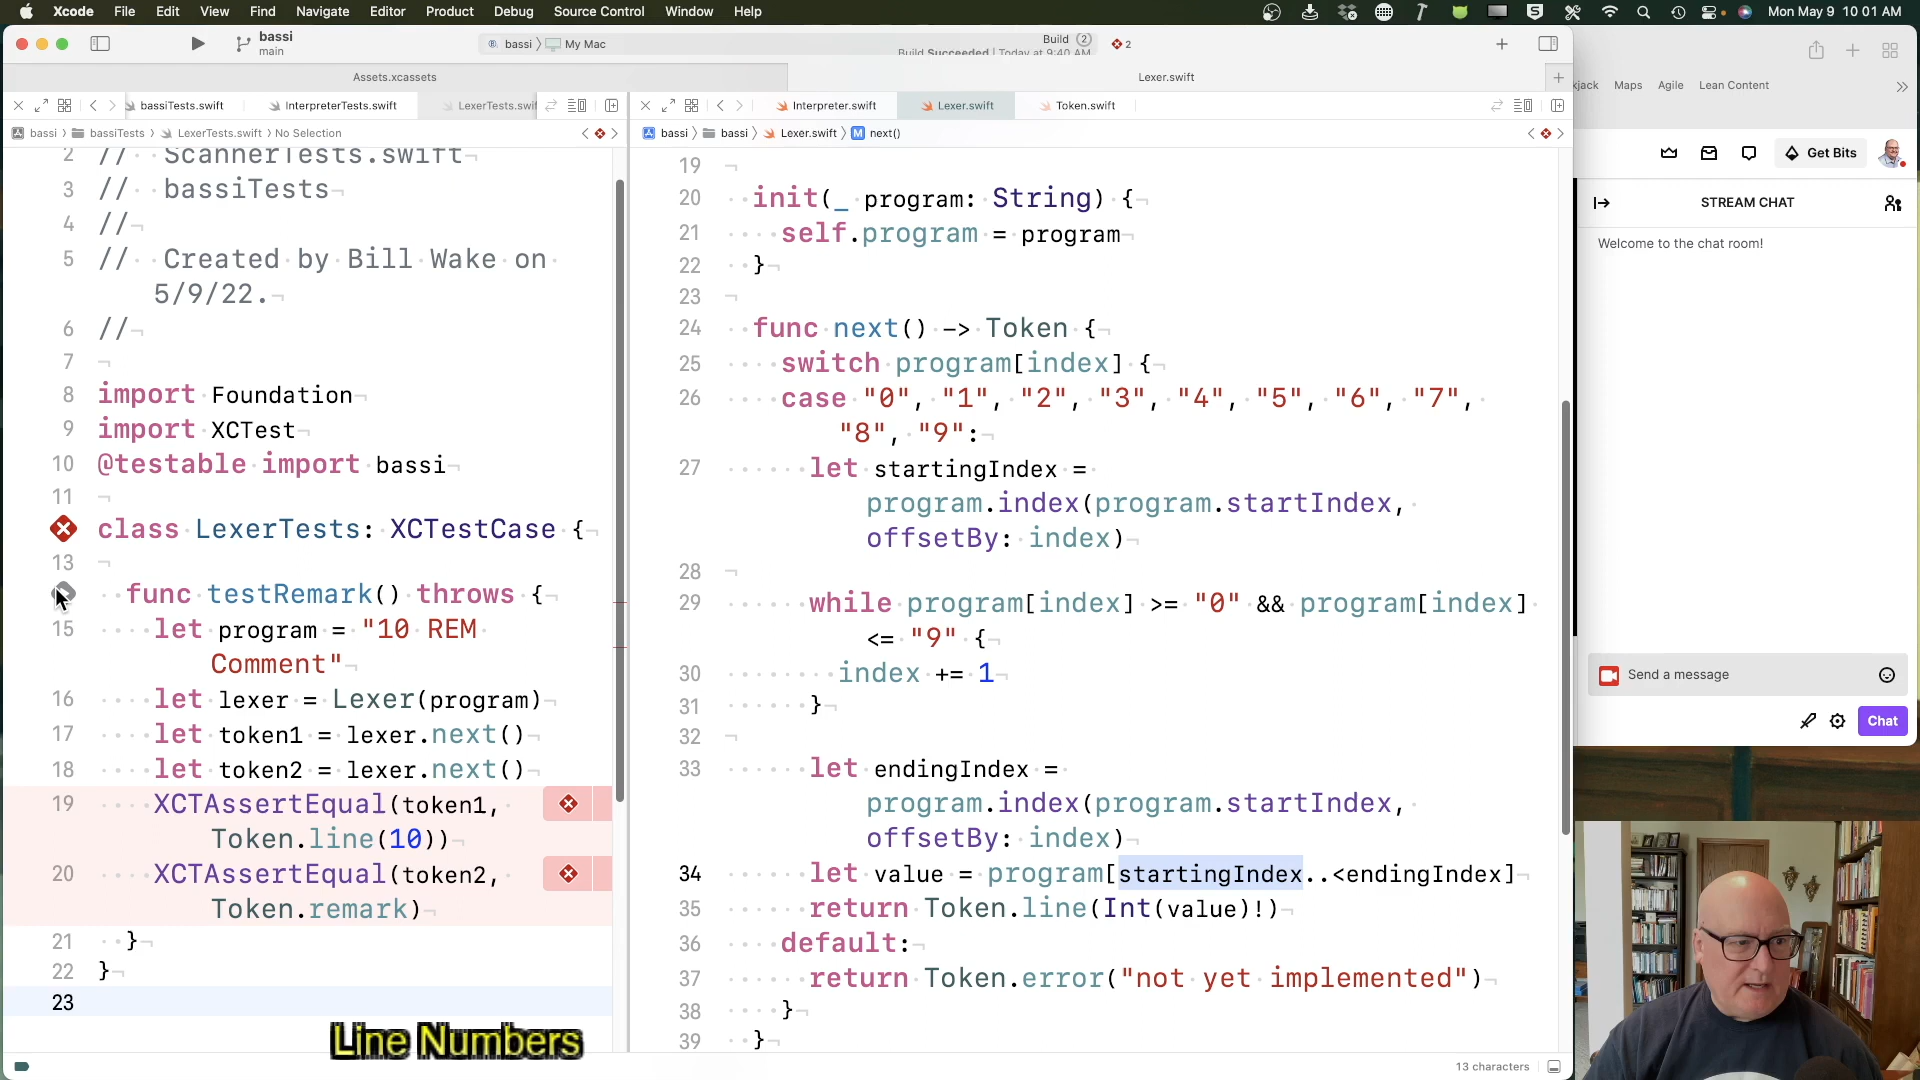 Xcode File Edit View Find Navigate Editor Product Debug Source Control Window Help Mon May 9 10 01 AM
bassi
main
bassi My Mac
Build 2
Build Succeeded | Today at 9:40 AM
2
Assets.xcassets
Lexer.swift
bassiTests.swift InterpreterTests.swift LexerTests.swif
bassi bassiTests LexerTests.swift No Selection
2 // ScannerTests.swift
3 // bassiTests
4 //
5 // Created by Bill Wake on
5/9/22.
6 //
7
8 import Foundation
9 import XCTest
10 @testable import bassi
11
class LexerTests: XCTestCase {
13
func testRemark() throws {
15 let program = "10 REM
Comment"
16 let lexer = Lexer(program)
17 let token1 = lexer.next()
18 let token2 = lexer.next()
19 XCTAssertEqual(token1,
Token.line(10))
20 XCTAssertEqual(token2,
Token.remark)
21 }
22 }
23
Line Numbers
Interpreter.swift Lexer.swift Token.swift
bassi bassi Lexer.swift M next()
19
20 init(_ program: String) {
21 self.program = program
22 }
23
24 func next() -> Token {
25 switch program[index] {
26 case "0", "1", "2", "3", "4", "5", "6", "7",
"8", "9":
27 let startingIndex =
program.index(program.startIndex,
offsetBy: index)
28
29 while program[index] >= "0" && program[index]
<= "9" {
30 index += 1
31 }
32
33 let endingIndex =
program.index(program.startIndex,
offsetBy: index)
34 let value = program[startingIndex..<endingIndex]
35 return Token.line(Int(value)!)
36 default:
37 return Token.error("not yet implemented")
38 }
39 }
13 characters
kjack Maps Agile Lean Content
Get Bits
STREAM CHAT
Welcome to the chat room!
Send a message
Chat